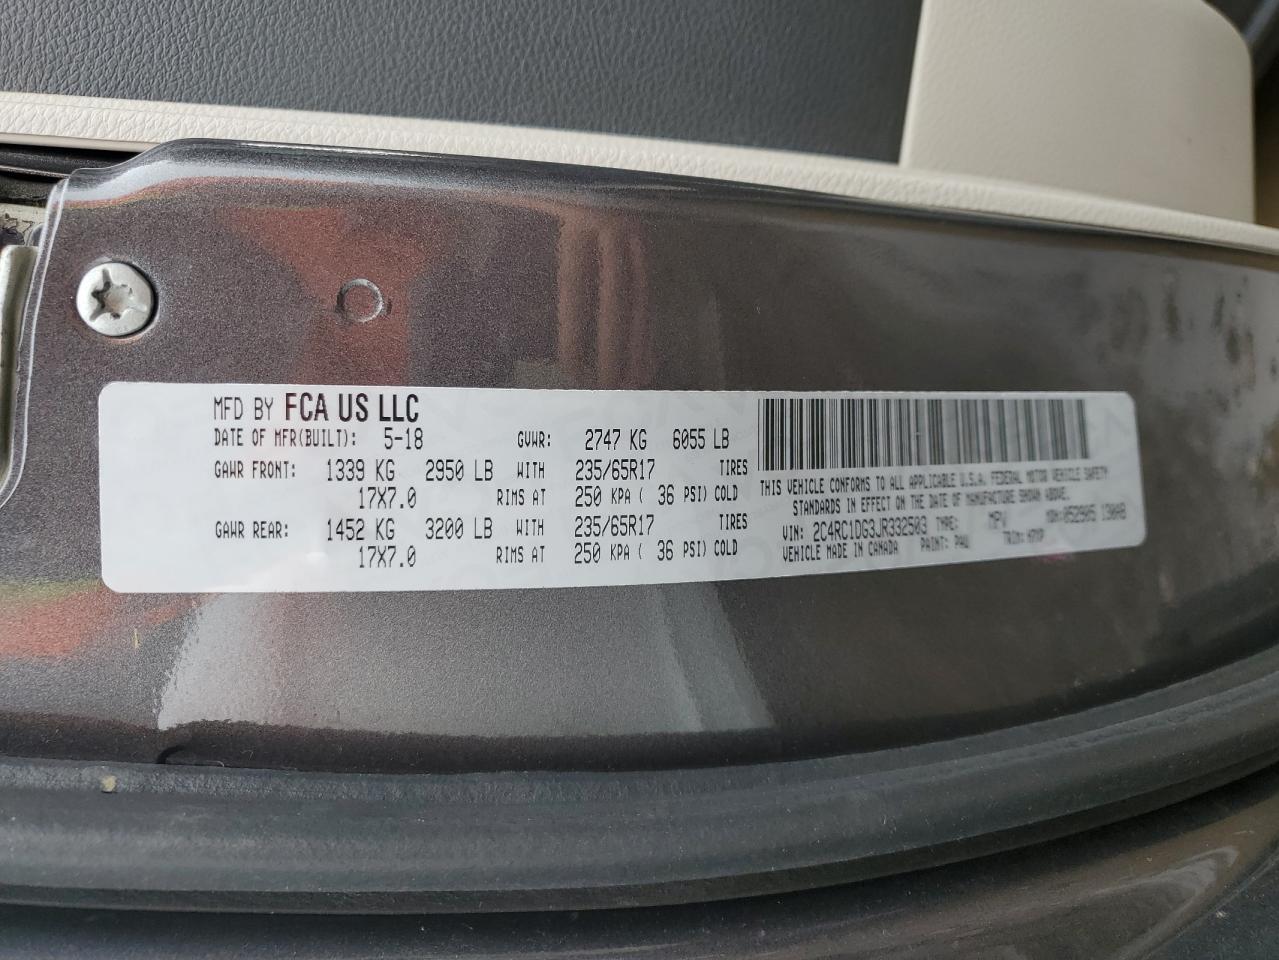 MFD BY FCA US LLC
DATE OF MFR(BUILT): 5-18 GVWR: 2747 KG 6055 LB
GAWR FRONT: 1339 KG 2950 LB WITH 235/65R17 TIRES
17X7.0 RIMS AT 250 KPA ( 36 PSI) COLD
GAWR REAR: 1452 KG 3200 LB WITH 235/65R17 TIRES
17X7.0 RIMS AT 250 KPA ( 36 PSI) COLD
THIS VEHICLE CONFORMS TO ALL APPLICABLE U.S.A. FEDERAL MOTOR VEHICLE SAFETY
STANDARDS IN EFFECT ON THE DATE OF MANUFACTURE SHOWN ABOVE.
VIN: 2C4RC1DG3JR332503 TYPE: MPV MDH:052905
VEHICLE MADE IN CANADA PAINT: PAU TRIM: